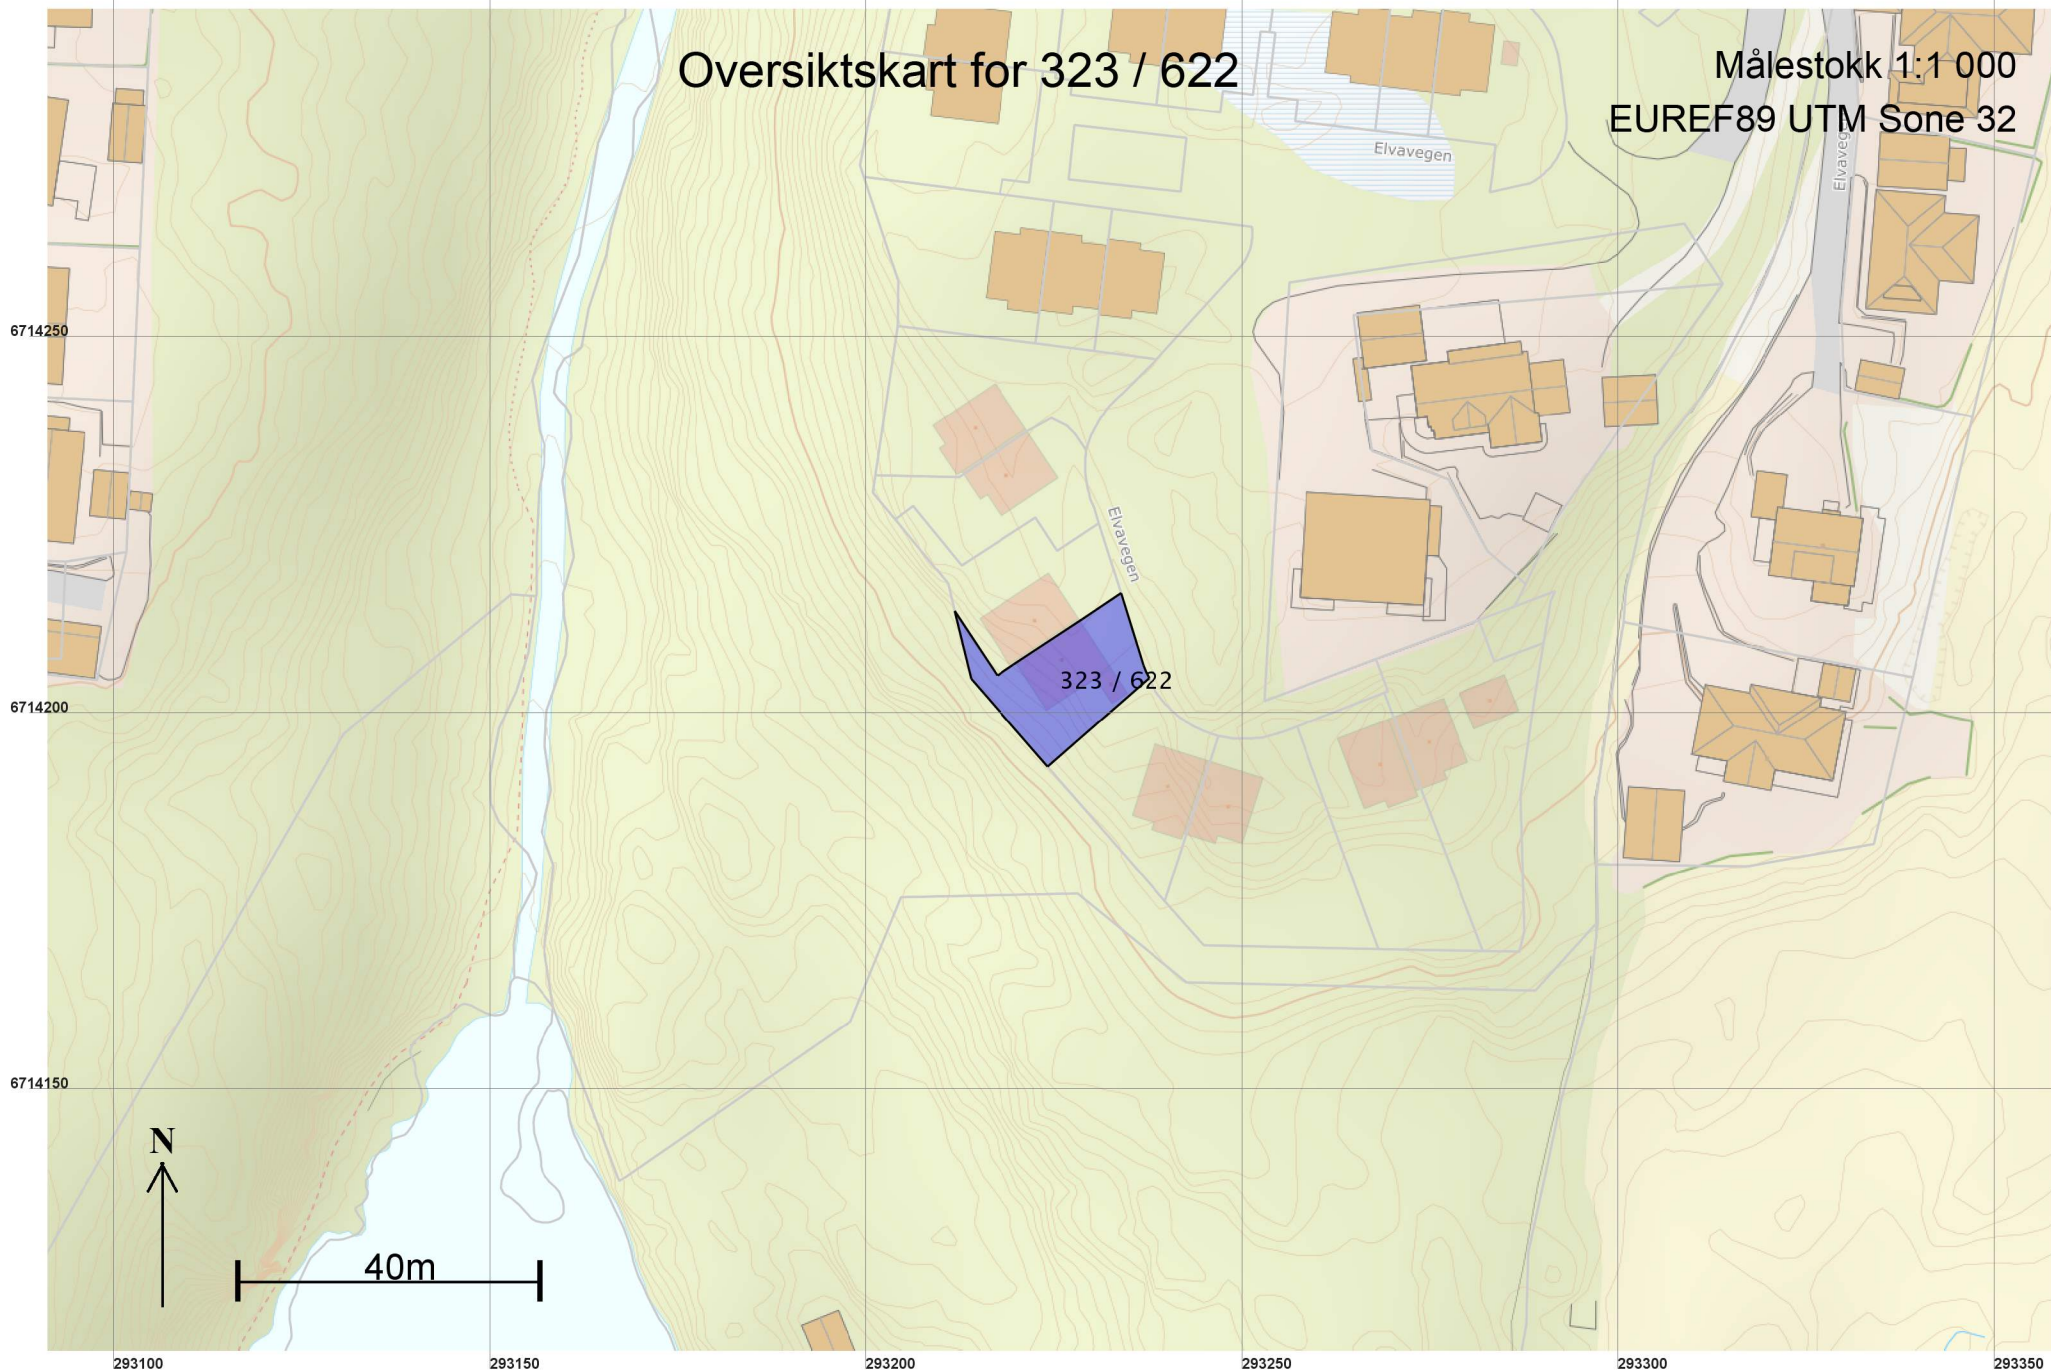 Oversiktskart for 323 / 622
Målestokk 1:1 000
EUREF89 UTM Sone 32
Elvavegen
Elvavegen
6714250
Elvavegen
323 / 622
6714200
6714150
N
40m
293100
293150
293200
293250
293300
293350